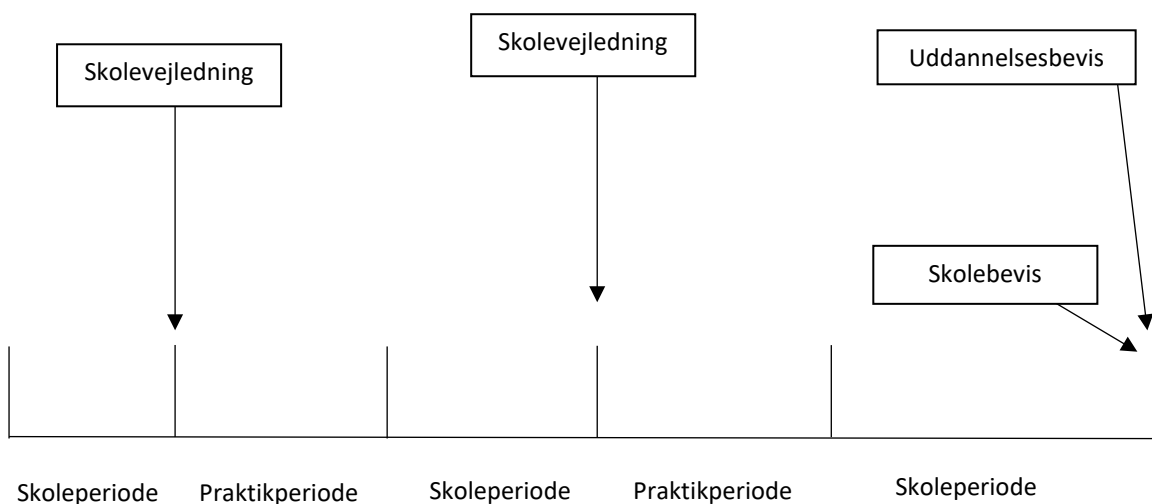 Skolevejledning
Skolevejledning
Uddannelsesbevis
Skolebevis
Skoleperiode
Praktikperiode
Skoleperiode
Praktikperiode
Skoleperiode